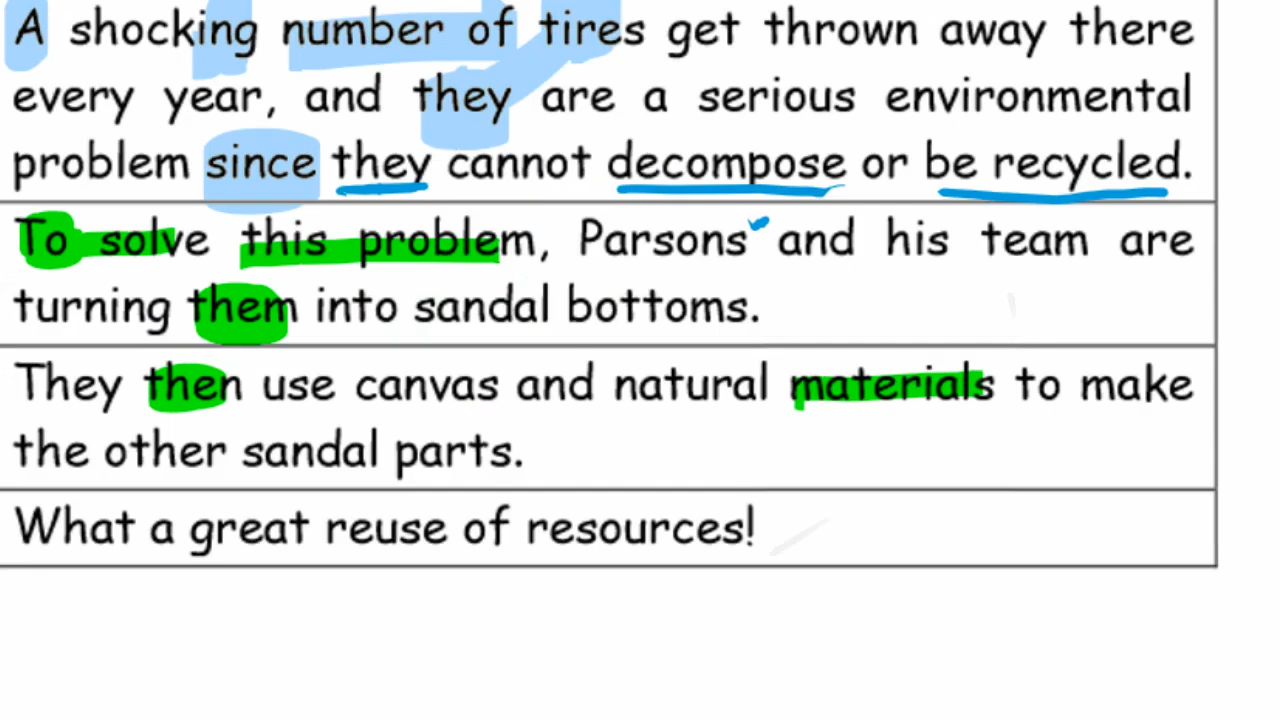 A shocking number of tires get thrown away there
every year, and they are a serious environmental
problem since they cannot decompose or be recycled.
To solve this problem, Parsons and his team are
turning them into sandal bottoms.
They then use canvas and natural materials to make
the other sandal parts.
What a great reuse of resources!